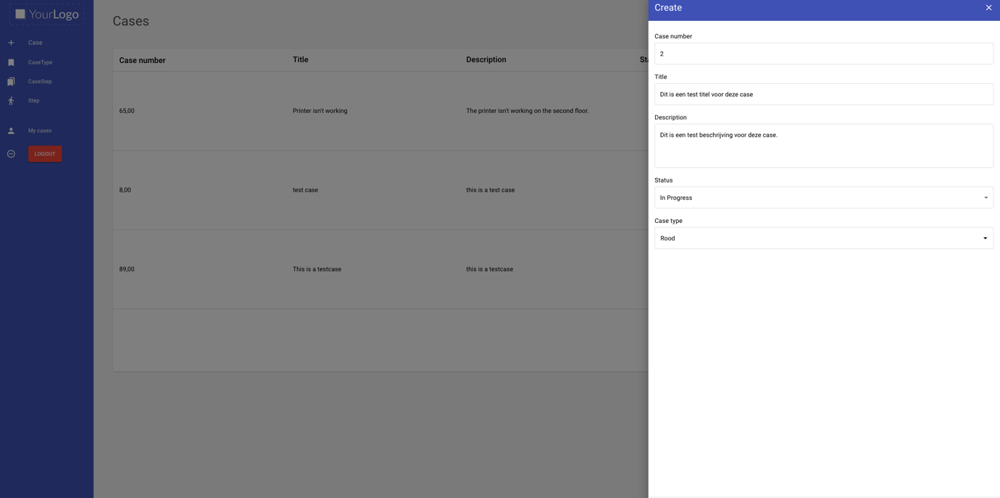 YourLogo
Case
CaseType
CaseStep
Step
My cases
LOGOUT
Cases
Case number Title Description
65,00 Printer isn't working The printer isn't working on the second floor.
8,00 test case this is a test case
89,00 This is a testcase this is a testcase
Create
Case number
2
Title
Dit is een test titel voor deze case
Description
Dit is een test beschrijving voor deze case.
Status
In Progress
Case type
Rood